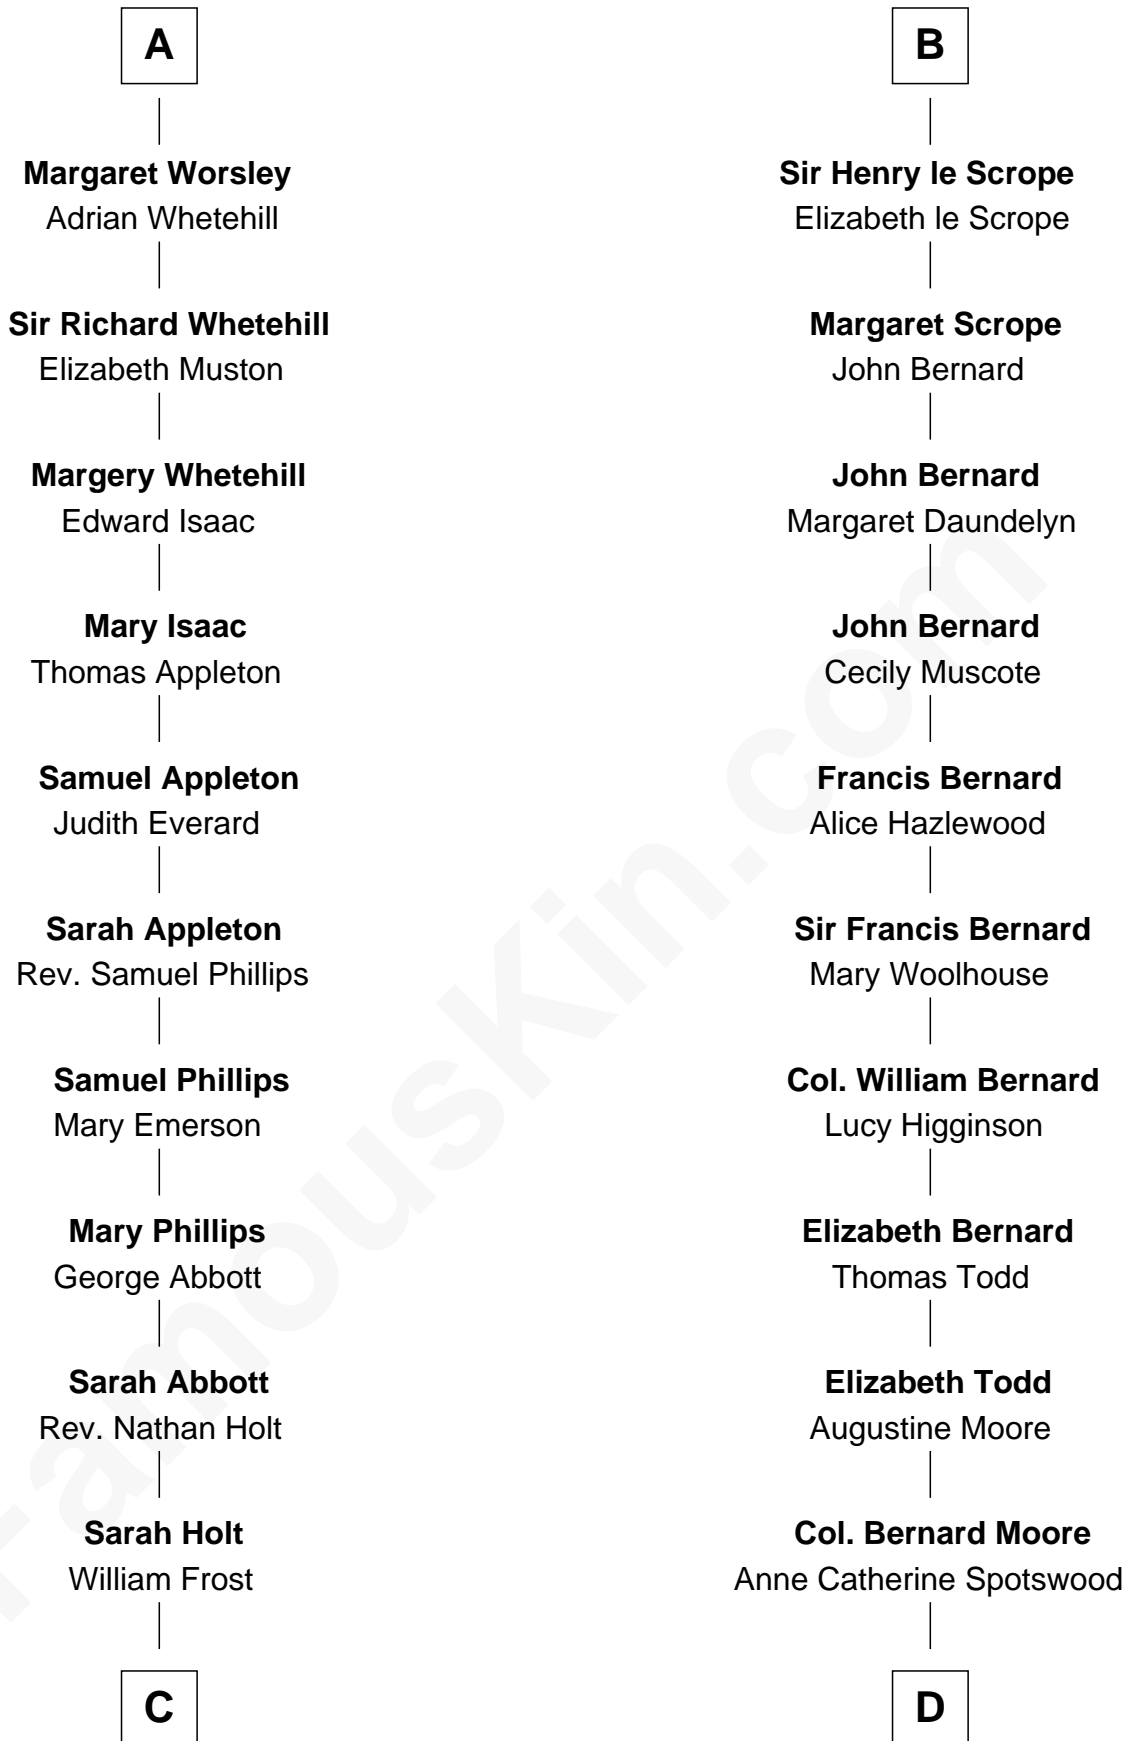 A
Margaret Worsley
Adrian Whetehill
Sir Richard Whetehill
Elizabeth Muston
Margery Whetehill
Edward Isaac
Mary Isaac
Thomas Appleton
Samuel Appleton
Judith Everard
Sarah Appleton
Rev. Samuel Phillips
Samuel Phillips
Mary Emerson
Mary Phillips
George Abbott
Sarah Abbott
Rev. Nathan Holt
Sarah Holt
William Frost
C
B
Sir Henry le Scrope
Elizabeth le Scrope
Margaret Scrope
John Bernard
John Bernard
Margaret Daundelyn
John Bernard
Cecily Muscote
Francis Bernard
Alice Hazlewood
Sir Francis Bernard
Mary Woolhouse
Col. William Bernard
Lucy Higginson
Elizabeth Bernard
Thomas Todd
Elizabeth Todd
Augustine Moore
Col. Bernard Moore
Anne Catherine Spotswood
D
FamousKin.com